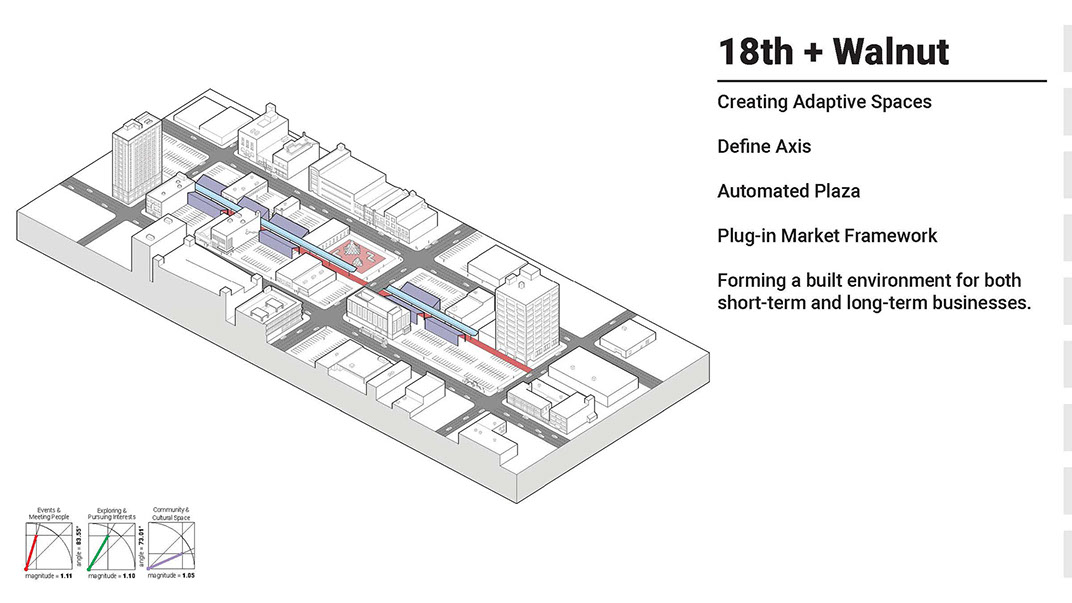 18th + Walnut
Creating Adaptive Spaces
Define Axis
Automated Plaza
Plug-in Market Framework
Forming a built environment for both
short-term and long-term businesses.
Events &
Meeting People
magnitude = 1.11
angle = 83.55°
Exploring &
Pursuing Interests
magnitude = 1.10
angle = 73.01°
Community &
Cultural Space
magnitude = 1.05